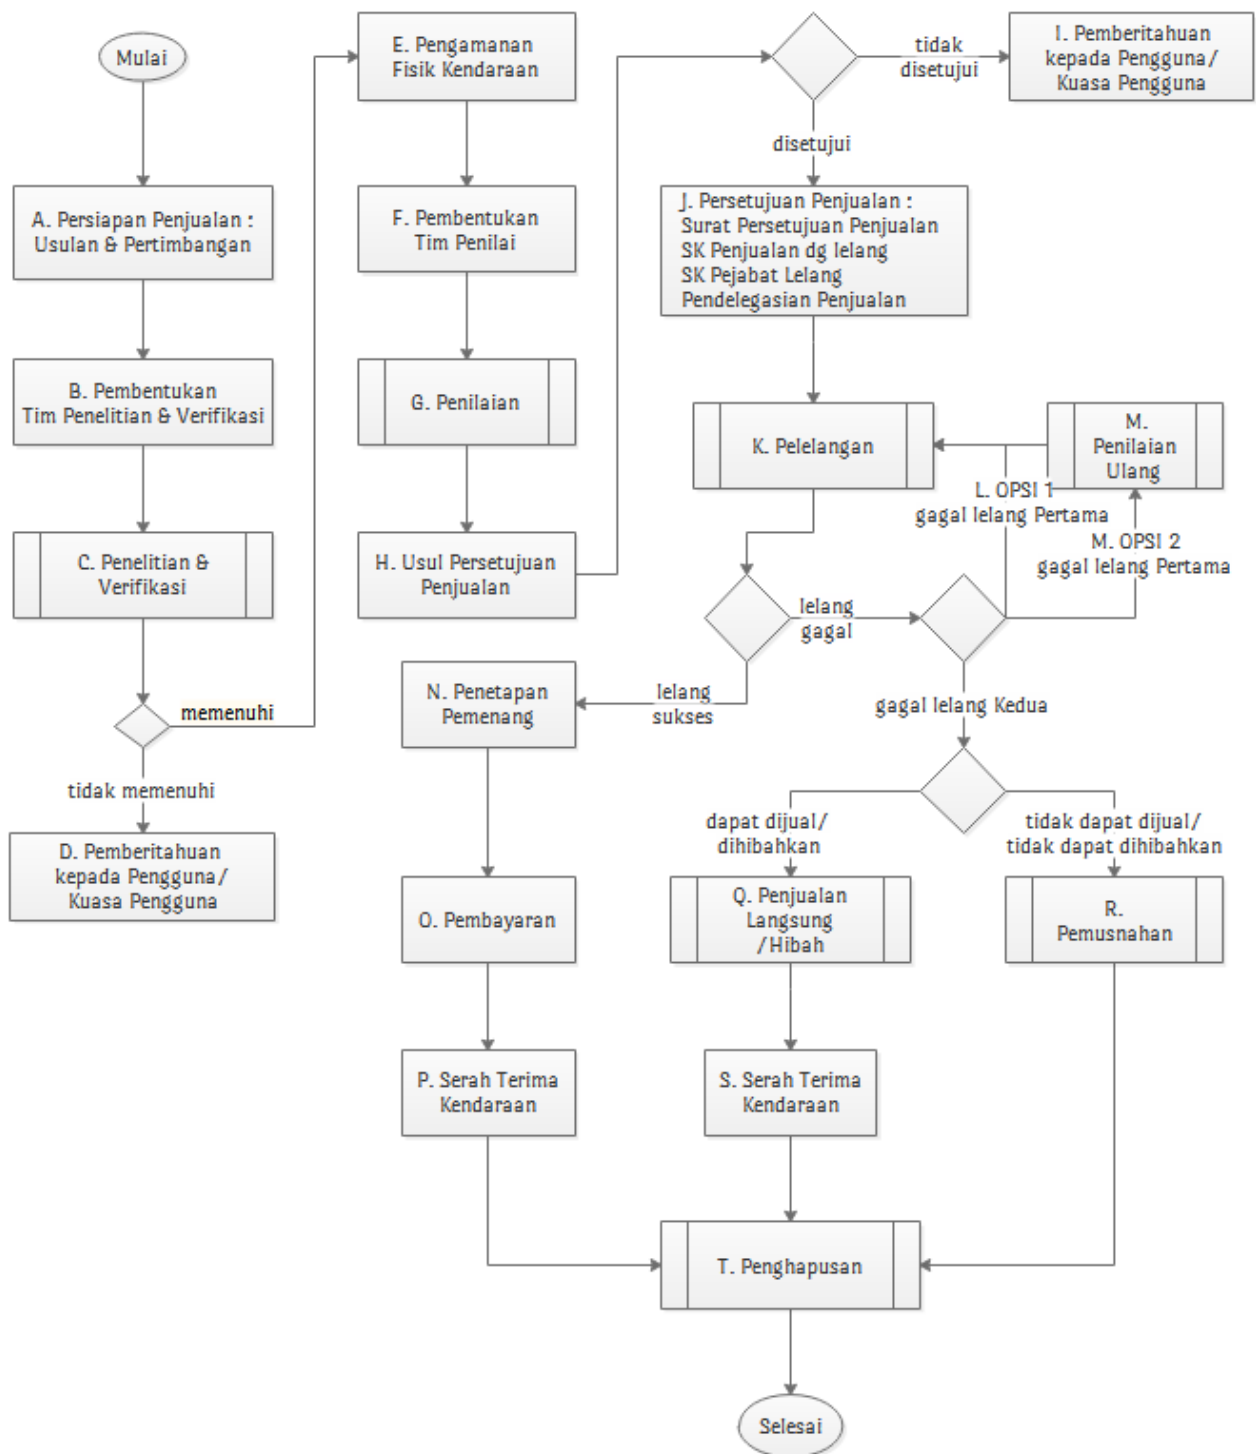 Mulai
A. Persiapan Penjualan :
Usulan & Pertimbangan
B. Pembentukan
Tim Penelitian & Verifikasi
C. Penelitian &
Verifikasi
memenuhi
tidak memenuhi
D. Pemberitahuan
kepada Pengguna/
Kuasa Pengguna
E. Pengamanan
Fisik Kendaraan
F. Pembentukan
Tim Penilai
G. Penilaian
H. Usul Persetujuan
Penjualan
tidak
disetujui
I. Pemberitahuan
kepada Pengguna/
Kuasa Pengguna
disetujui
J. Persetujuan Penjualan :
Surat Persetujuan Penjualan
SK Penjualan dg lelang
SK Pejabat Lelang
Pendelegasian Penjualan
K. Pelelangan
M.
Penilaian
Ulang
L. OPSI 1
gagal lelang Pertama
M. OPSI 2
gagal lelang Pertama
lelang
gagal
lelang
sukses
gagal lelang Kedua
N. Penetapan
Pemenang
O. Pembayaran
P. Serah Terima
Kendaraan
dapat dijual/
dihibahkan
tidak dapat dijual/
tidak dapat dihibahkan
Q. Penjualan
Langsung
/Hibah
R.
Pemusnahan
S. Serah Terima
Kendaraan
T. Penghapusan
Selesai